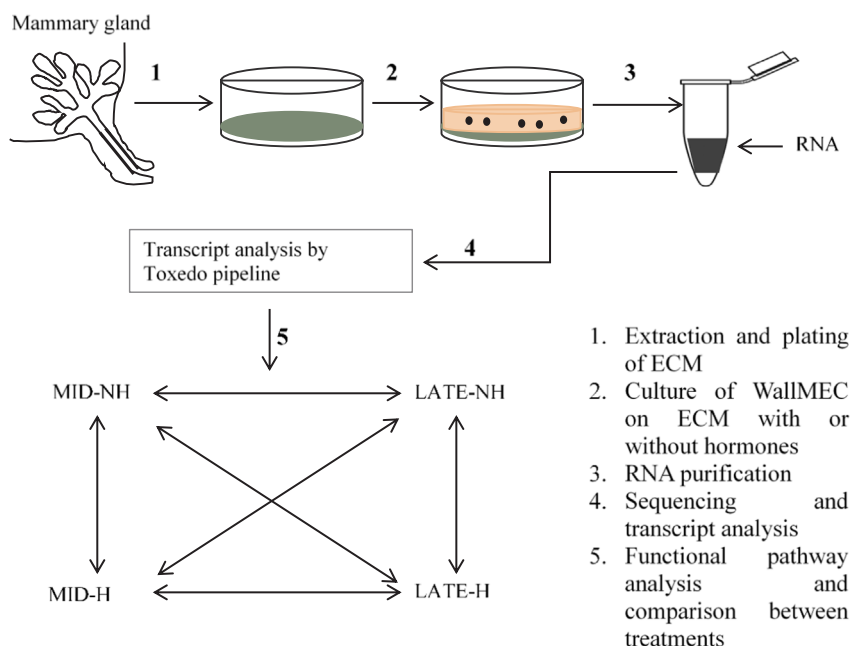 Mammary gland
1
2
3
RNA
4
Transcript analysis by
Toxedo pipeline
5
MID-NH
LATE-NH
MID-H
LATE-H
1. Extraction and plating
of ECM
2. Culture of WallMEC
on ECM with or
without hormones
3. RNA purification
4. Sequencing and
transcript analysis
5. Functional pathway
analysis and
comparison between
treatments